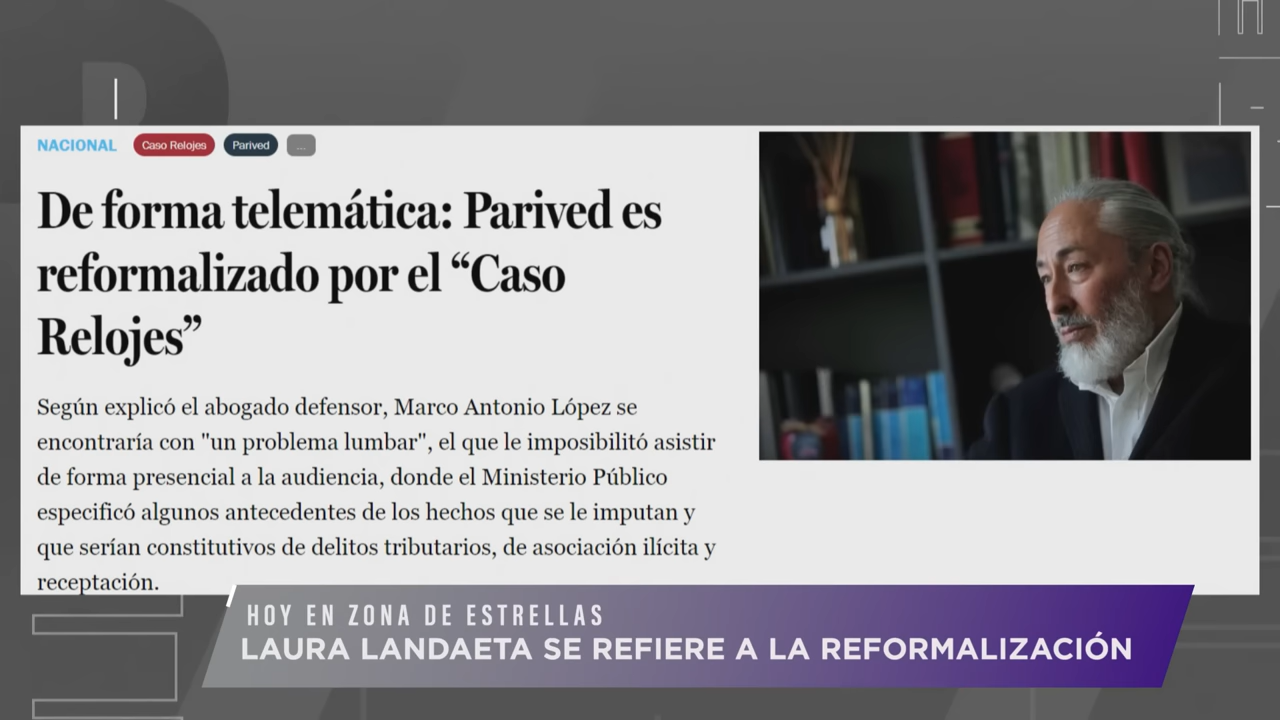 NACIONAL Caso Relojes Parived ...
De forma telemática: Parived es
reformalizado por el “Caso
Relojes”
Según explicó el abogado defensor, Marco Antonio López se
encontraría con "un problema lumbar", el que le imposibilitó asistir
de forma presencial a la audiencia, donde el Ministerio Público
especificó algunos antecedentes de los hechos que se le imputan y
que serían constitutivos de delitos tributarios, de asociación ilícita y
receptación.
HOY EN ZONA DE ESTRELLAS
LAURA LANDAETA SE REFIERE A LA REFORMALIZACIÓN